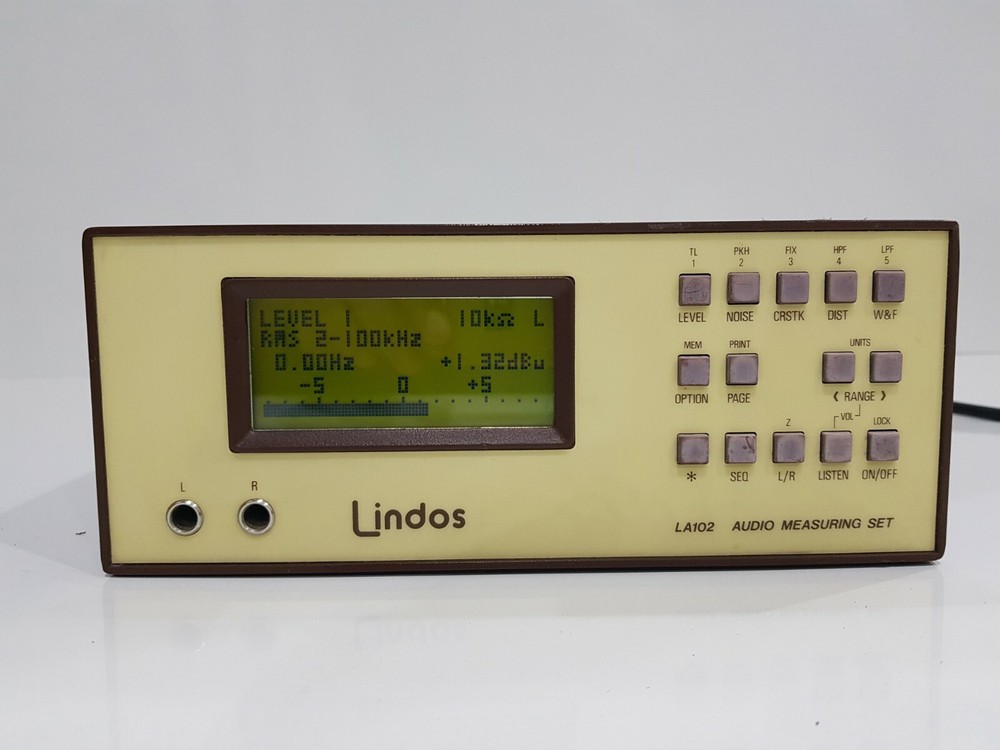 LEVEL 1 10kΩ L
RMS 2-100kHz
0.00Hz +1.32dBu
-5 0 +5
L R
Lindos
TL PKH FIX HPF LPF
1 2 3 4 5
LEVEL NOISE CRSTK DIST W&F
MEM PRINT UNITS
OPTION PAGE ❮ RANGE ❯
VOL
Z LOCK
* SEQ L/R LISTEN ON/OFF
LA102 AUDIO MEASURING SET